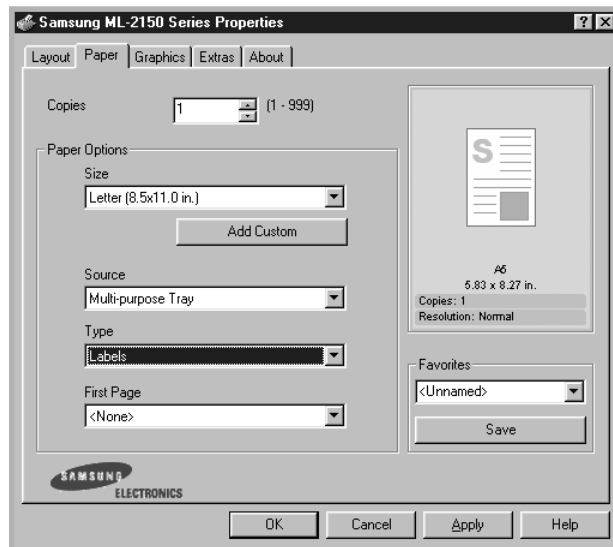 Samsung ML-2150 Series Properties
Layout Paper Graphics Extras About
Copies 1 (1 - 999)
Paper Options
Size
Letter (8.5x11.0 in.)
Add Custom
Source
Multi-purpose Tray
Type
Labels
First Page
<None>
S
A5
5.83 x 8.27 in.
Copies: 1
Resolution: Normal
Favorites
<Unnamed>
Save
SAMSUNG
ELECTRONICS
OK Cancel Apply Help